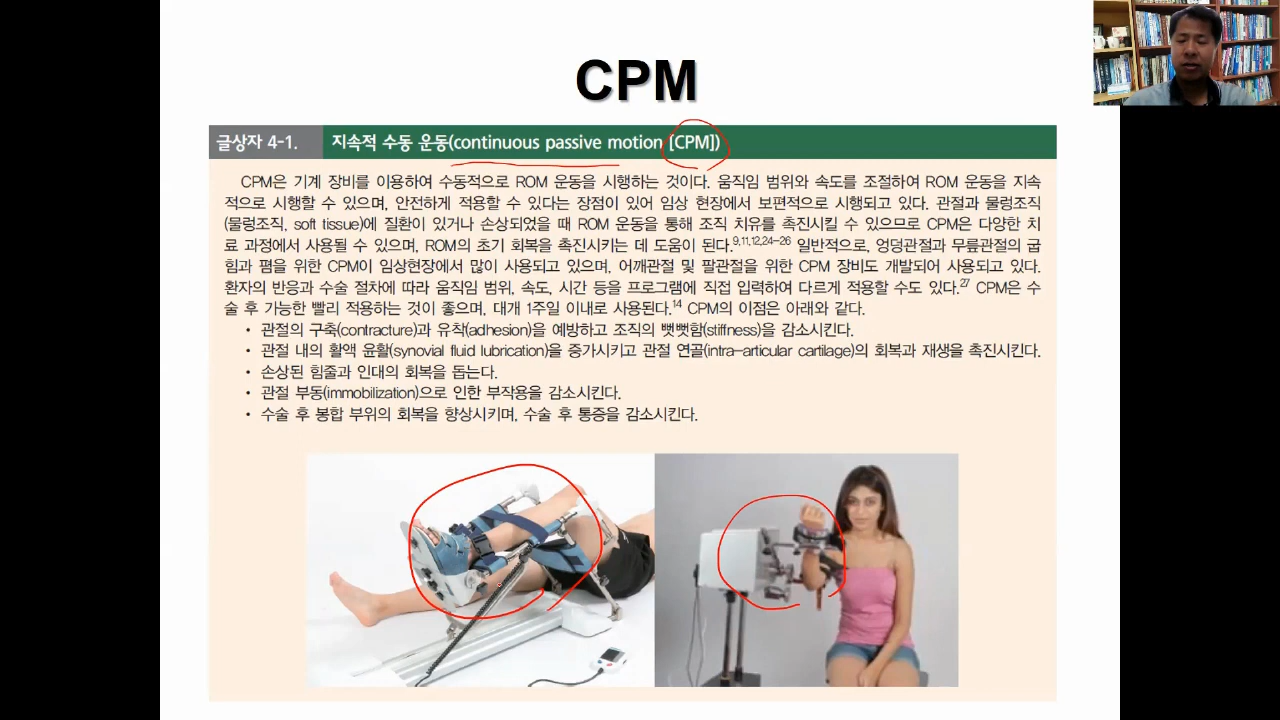 CPM
글상자 4-1. 지속적 수동 운동(continuous passive motion [CPM])
CPM은 기계 장비를 이용하여 수동적으로 ROM 운동을 시행하는 것이다. 움직임 범위와 속도를 조절하여 ROM 운동을 지속
적으로 시행할 수 있으며, 안전하게 적용할 수 있다는 장점이 있어 임상 현장에서 보편적으로 시행되고 있다. 관절과 물렁조직
(물렁조직, soft tissue)에 질환이 있거나 손상되었을 때 ROM 운동을 통해 조직 치유를 촉진시킬 수 있으므로 CPM은 다양한 치
료 과정에서 사용될 수 있으며, ROM의 초기 회복을 촉진시키는 데 도움이 된다.9,11,12,24-26 일반적으로, 엉덩관절과 무릎관절의 굽
힘과 폄을 위한 CPM이 임상현장에서 많이 사용되고 있으며, 어깨관절 및 팔관절을 위한 CPM 장비도 개발되어 사용되고 있다.
환자의 반응과 수술 절차에 따라 움직임 범위, 속도, 시간 등을 프로그램에 직접 입력하여 다르게 적용할 수도 있다.27 CPM은 수
술 후 가능한 빨리 적용하는 것이 좋으며, 대개 1주일 이내로 사용된다.14 CPM의 이점은 아래와 같다.
• 관절의 구축(contracture)과 유착(adhesion)을 예방하고 조직의 뻣뻣함(stiffness)을 감소시킨다.
• 관절 내의 활액 윤활(synovial fluid lubrication)을 증가시키고 관절 연골(intra-articular cartilage)의 회복과 재생을 촉진시킨다.
• 손상된 힘줄과 인대의 회복을 돕는다.
• 관절 부동(immobilization)으로 인한 부작용을 감소시킨다.
• 수술 후 봉합 부위의 회복을 향상시키며, 수술 후 통증을 감소시킨다.